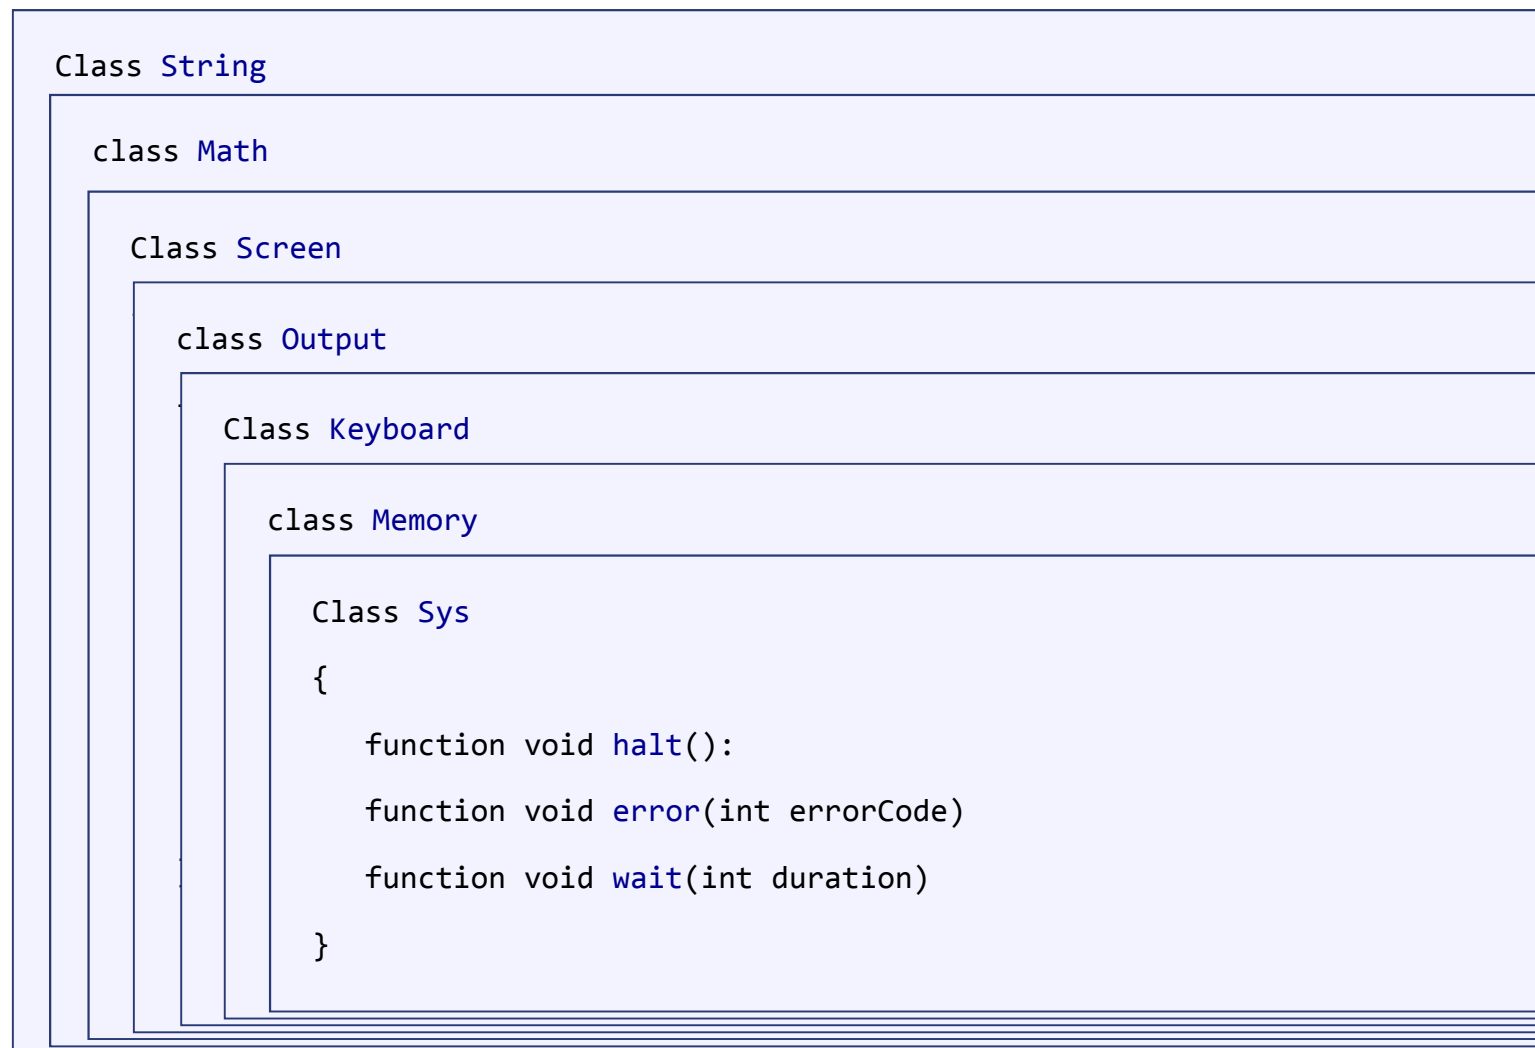 Class String
class Math
Class Screen
class Output
Class Keyboard
class Memory
Class Sys
{
function void halt():
function void error(int errorCode)
function void wait(int duration)
}